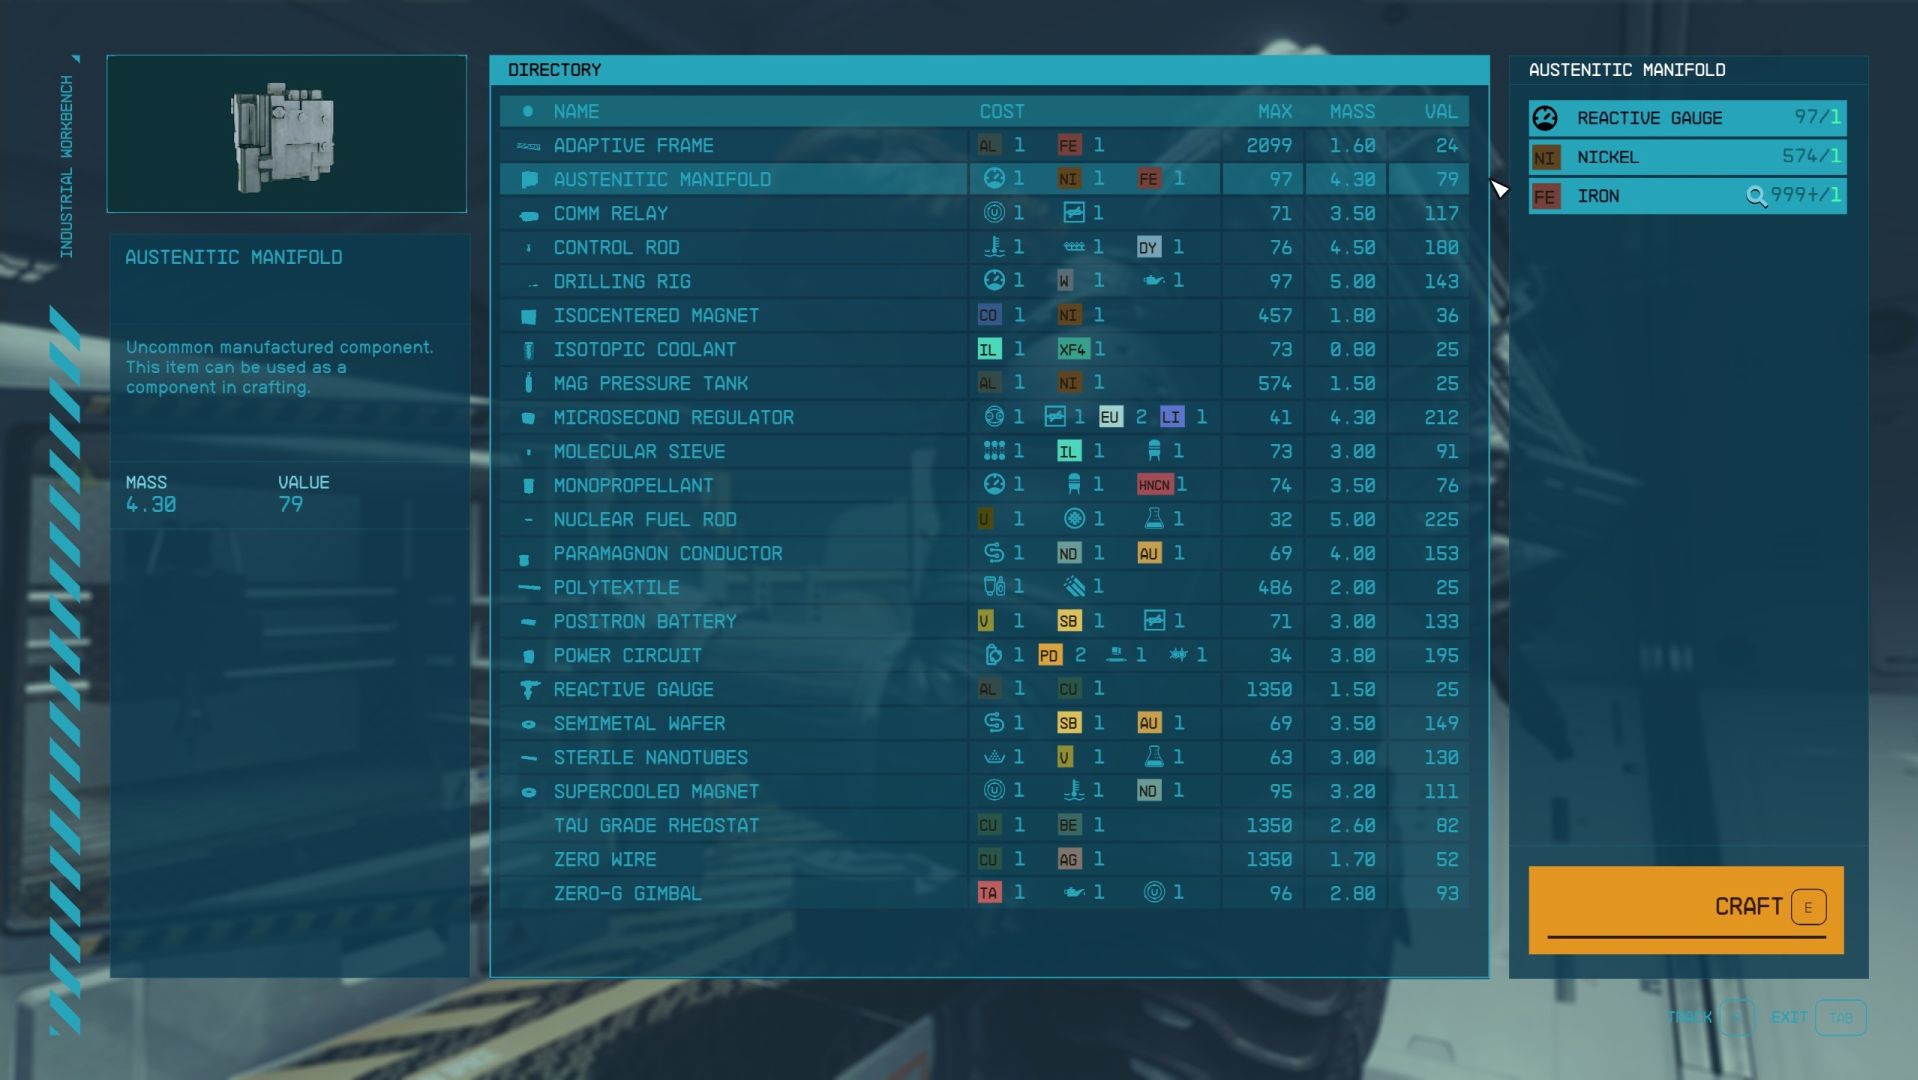 INDUSTRIAL WORKBENCH
AUSTENITIC MANIFOLD
Uncommon manufactured component.
This item can be used as a
component in crafting.
MASS VALUE
4.30 79
DIRECTORY
NAME COST MAX MASS VAL
ADAPTIVE FRAME AL 1 FE 1 2099 1.60 24
AUSTENITIC MANIFOLD 1 NI 1 FE 1 97 4.30 79
COMM RELAY 1 1 71 3.50 117
CONTROL ROD 1 1 DY 1 76 4.50 180
DRILLING RIG 1 W 1 1 97 5.00 143
ISOCENTERED MAGNET CO 1 NI 1 457 1.80 36
ISOTOPIC COOLANT IL 1 XF4 1 73 0.80 25
MAG PRESSURE TANK AL 1 NI 1 574 1.50 25
MICROSECOND REGULATOR 1 1 EU 2 LI 1 41 4.30 212
MOLECULAR SIEVE 1 IL 1 1 73 3.00 91
MONOPROPELLANT 1 1 HNCN 1 74 3.50 76
NUCLEAR FUEL ROD U 1 1 1 32 5.00 225
PARAMAGNON CONDUCTOR 1 ND 1 AU 1 69 4.00 153
POLYTEXTILE 1 1 486 2.00 25
POSITRON BATTERY V 1 SB 1 1 71 3.00 133
POWER CIRCUIT 1 PD 2 1 1 34 3.80 195
REACTIVE GAUGE AL 1 CU 1 1350 1.50 25
SEMIMETAL WAFER 1 SB 1 AU 1 69 3.50 149
STERILE NANOTUBES 1 V 1 1 63 3.00 130
SUPERCOOLED MAGNET 1 1 ND 1 95 3.20 111
TAU GRADE RHEOSTAT CU 1 BE 1 1350 2.60 82
ZERO WIRE CU 1 AG 1 1350 1.70 52
ZERO-G GIMBAL TA 1 1 1 96 2.80 93
AUSTENITIC MANIFOLD
REACTIVE GAUGE 97/1
NI NICKEL 574/1
FE IRON 999+/1
CRAFT E
TRACK EXIT TAB